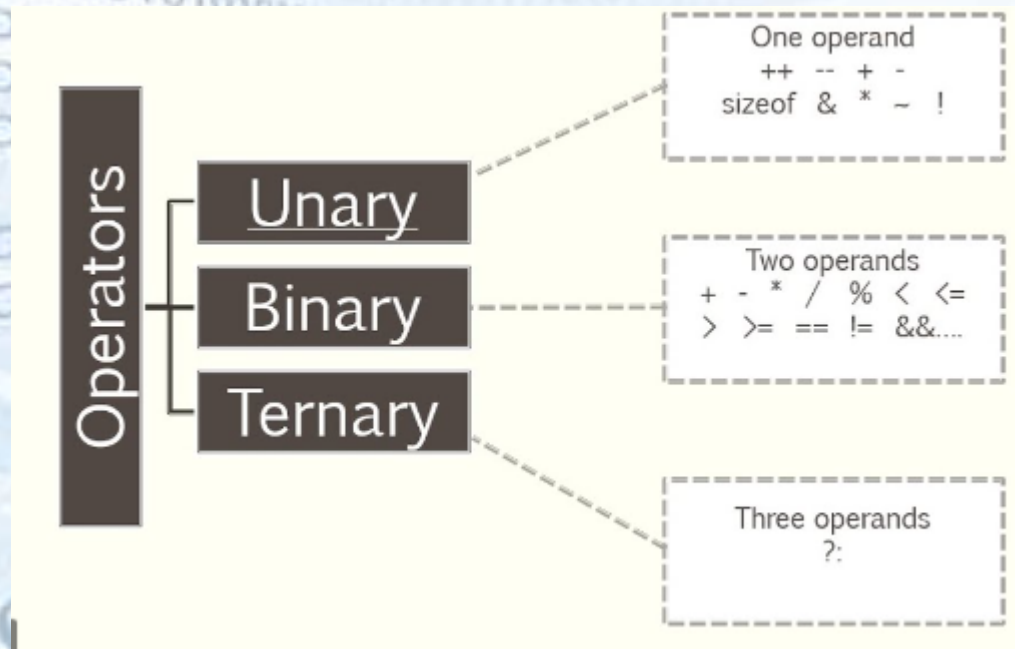 Operators
Unary
Binary
Ternary
One operand
++ -- + -
sizeof & * ~ !
Two operands
+ - * / % < <=
> >= == != &&....
Three operands
?: